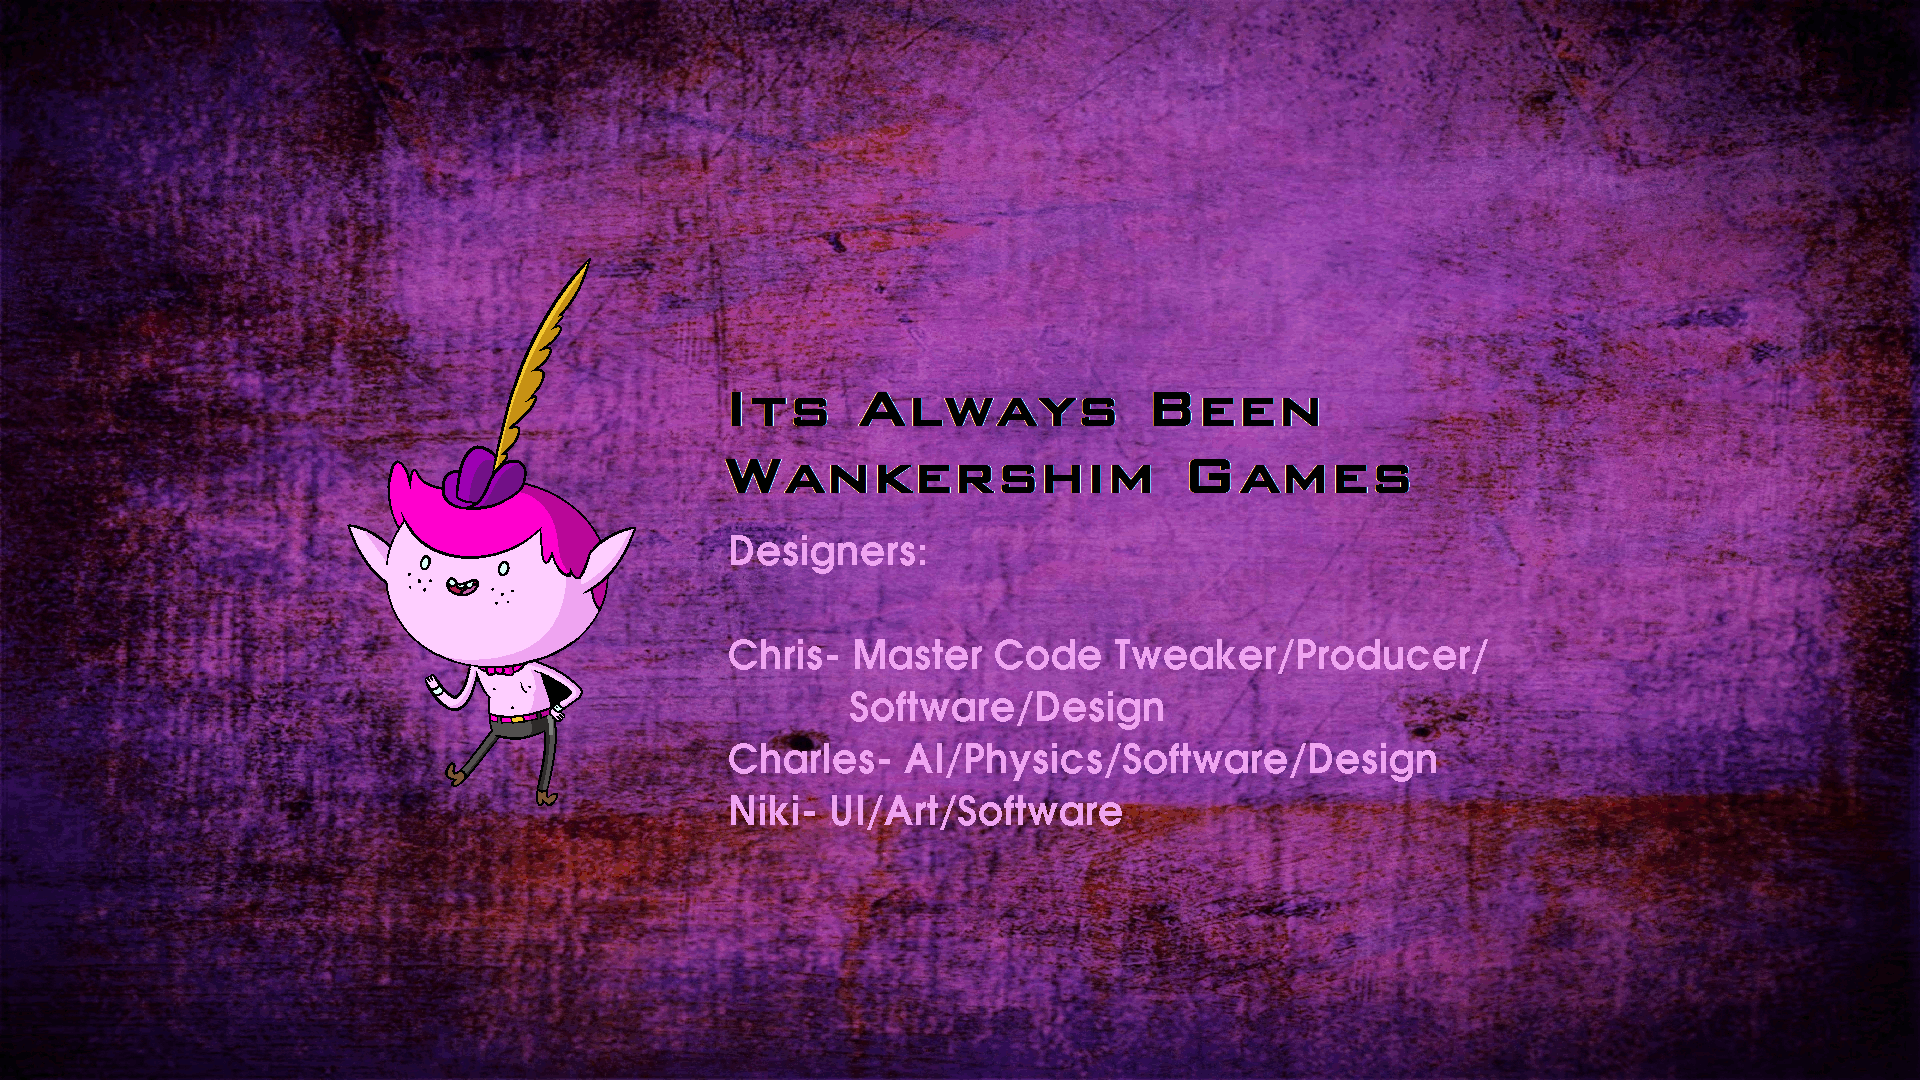 Its Always Been
Wankershim Games
Designers:
Chris- Master Code Tweaker/Producer/
Software/Design
Charles- AI/Physics/Software/Design
Niki- UI/Art/Software